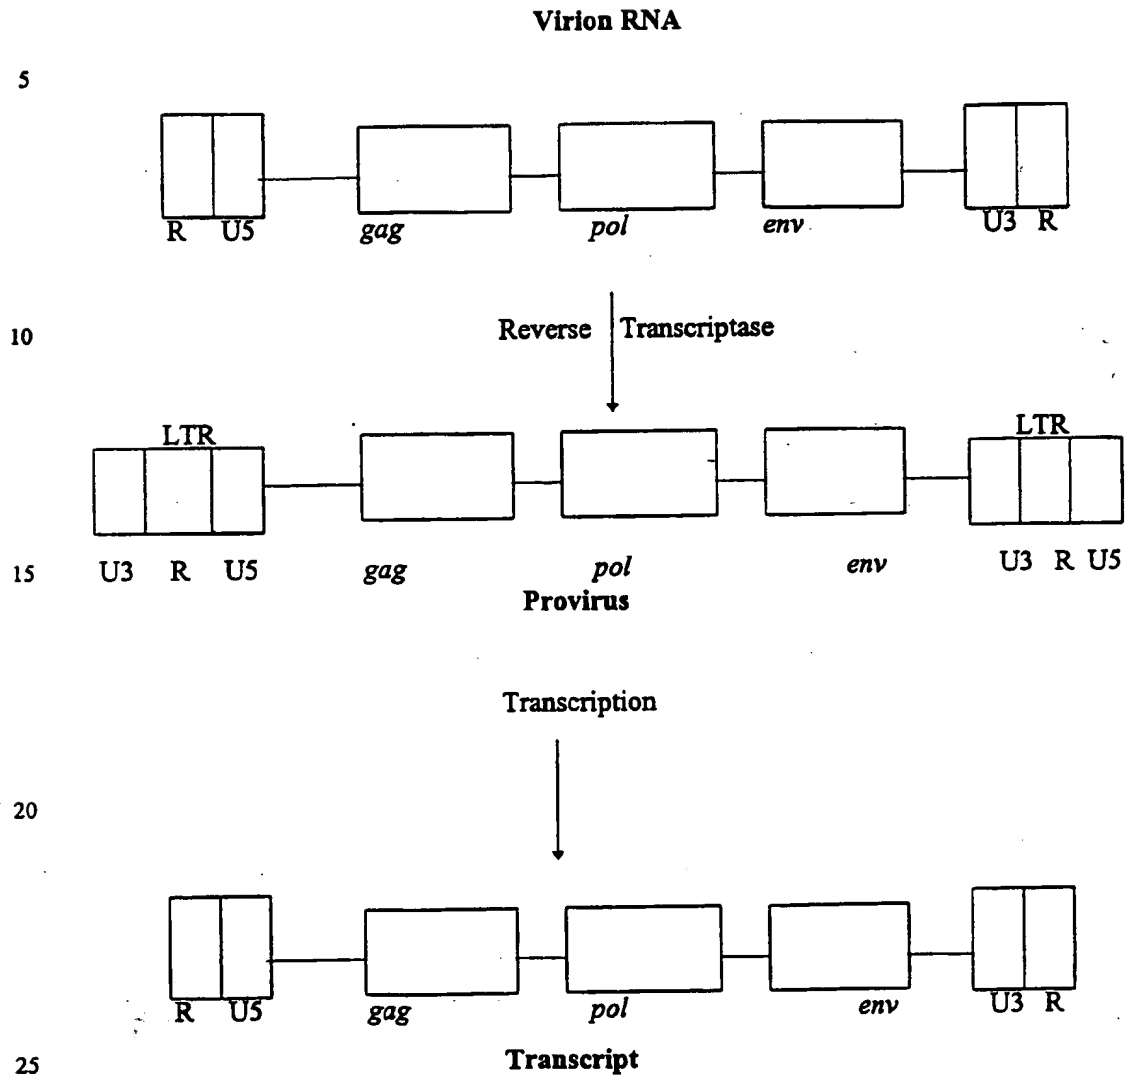 Virion RNA
5
R U5 gag pol env U3 R
10 Reverse Transcriptase
LTR LTR
15 U3 R U5 gag pol env U3 R U5
Provirus
Transcription
20
R U5 gag pol env U3 R
25 Transcript